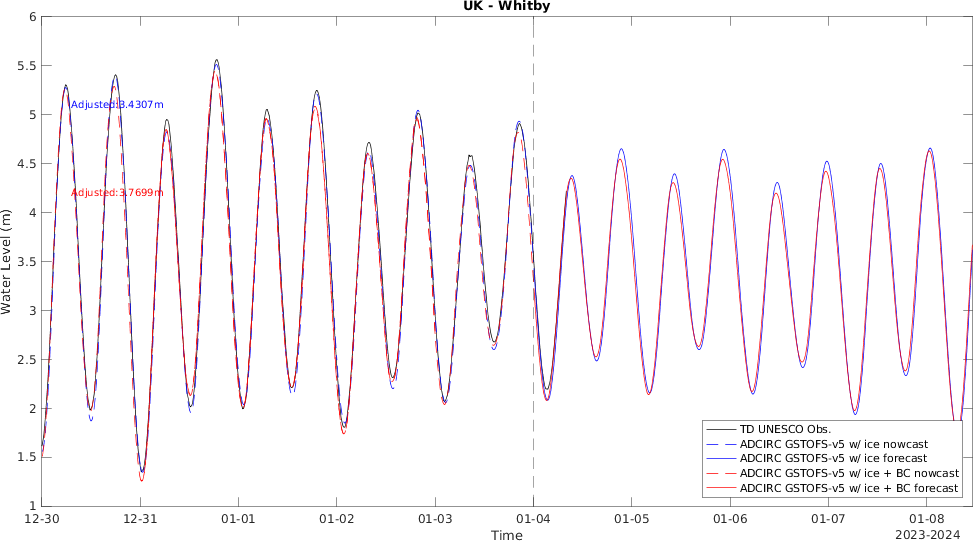 UK - Whitby
6
5.5
5
4.5
4
3.5
3
2.5
2
1.5
1
Water Level (m)
Adjusted:3.4307m
Adjusted:3.7699m
TD UNESCO Obs.
ADCIRC GSTOFS-v5 w/ ice nowcast
ADCIRC GSTOFS-v5 w/ ice forecast
ADCIRC GSTOFS-v5 w/ ice + BC nowcast
ADCIRC GSTOFS-v5 w/ ice + BC forecast
12-30 12-31 01-01 01-02 01-03 01-04 01-05 01-06 01-07 01-08
Time
2023-2024